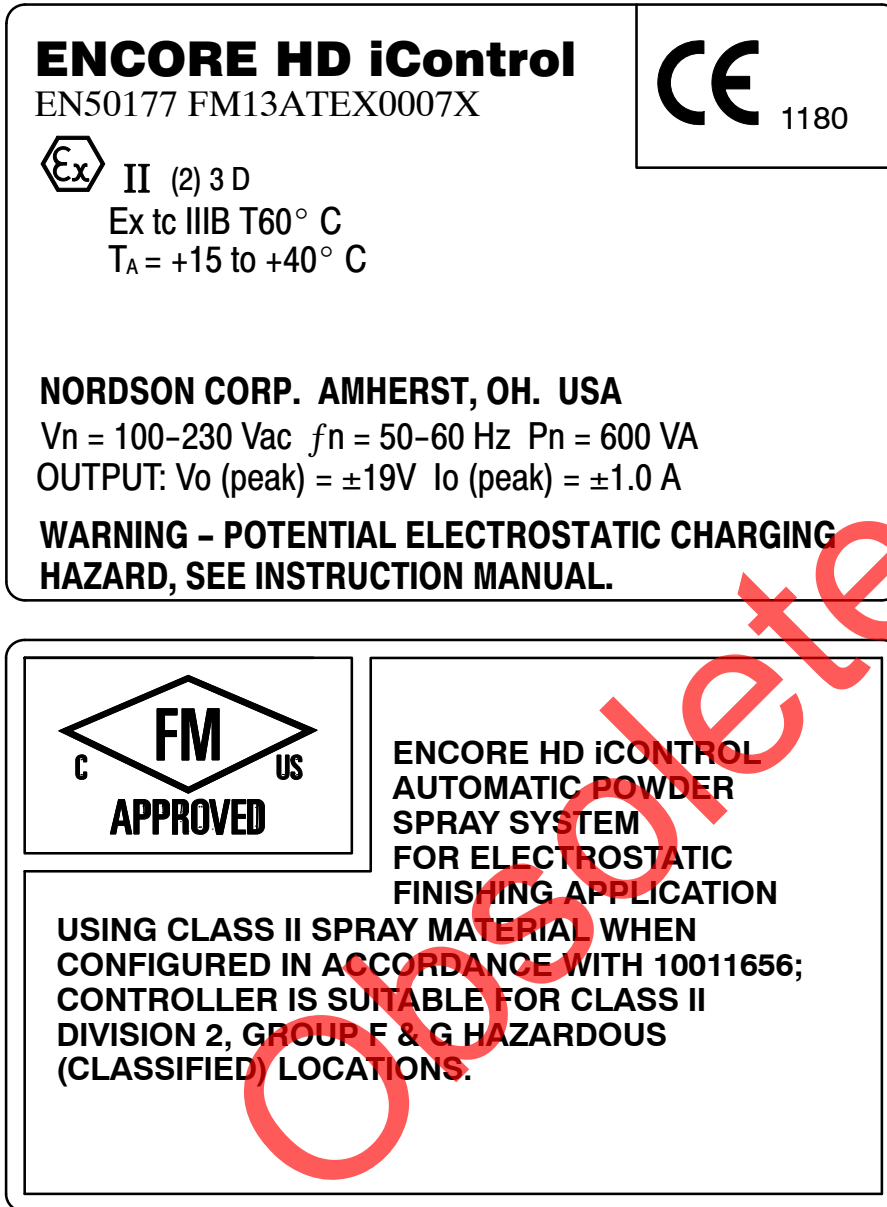 ENCORE HD iControl
EN50177 FM13ATEX0007X
CE 1180
Ex II (2) 3 D
Ex tc IIIB T60° C
TA = +15 to +40° C
NORDSON CORP. AMHERST, OH. USA
Vn = 100-230 Vac ƒn = 50-60 Hz Pn = 600 VA
OUTPUT: Vo (peak) = ±19V Io (peak) = ±1.0 A
WARNING - POTENTIAL ELECTROSTATIC CHARGING
HAZARD, SEE INSTRUCTION MANUAL.
FM
C US
APPROVED
ENCORE HD iCONTROL
AUTOMATIC POWDER
SPRAY SYSTEM
FOR ELECTROSTATIC
FINISHING APPLICATION
USING CLASS II SPRAY MATERIAL WHEN
CONFIGURED IN ACCORDANCE WITH 10011656;
CONTROLLER IS SUITABLE FOR CLASS II
DIVISION 2, GROUP F & G HAZARDOUS
(CLASSIFIED) LOCATIONS.
Obsolete